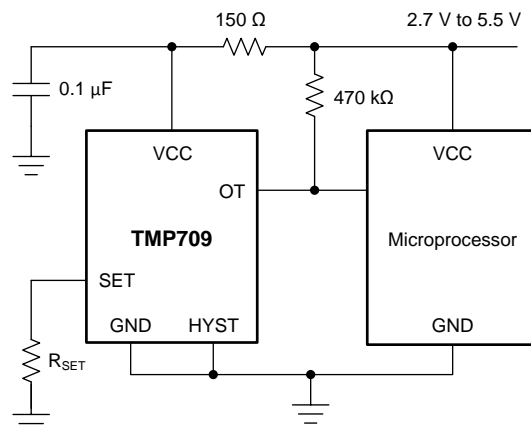 150 Ω
2.7 V to 5.5 V
0.1 µF
470 kΩ
VCC
VCC
OT
TMP709
Microprocessor
SET
GND
HYST
GND
RSET